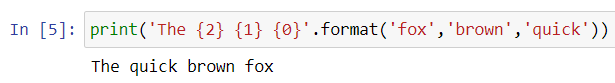 In [5]: print('The {2} {1} {0}'.format('fox','brown','quick'))
The quick brown fox